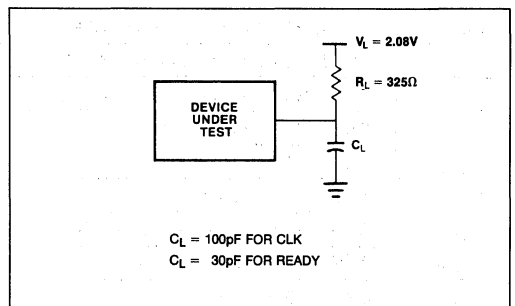 V_L = 2.08V
R_L = 325Ω
DEVICE
UNDER
TEST
C_L
C_L = 100pF FOR CLK
C_L = 30pF FOR READY